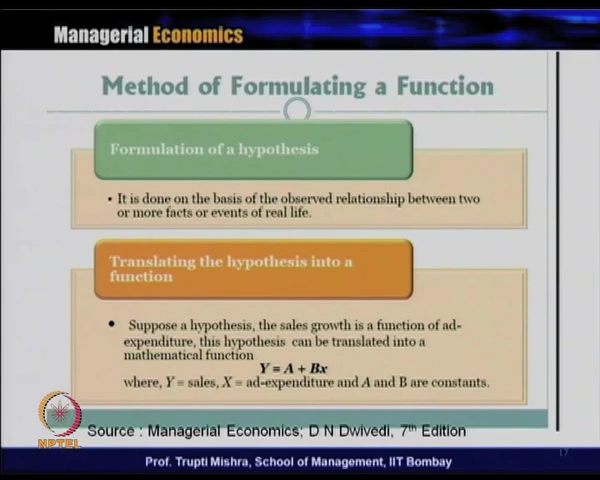 Managerial Economics
Method of Formulating a Function
Formulation of a hypothesis
• It is done on the basis of the observed relationship between two
or more facts or events of real life.
Translating the hypothesis into a
function
• Suppose a hypothesis, the sales growth is a function of ad-
expenditure, this hypothesis can be translated into a
mathematical function
Y = A + Bx
where, Y = sales, X = ad-expenditure and A and B are constants.
NPTEL
Source : Managerial Economics; D N Dwivedi, 7th Edition
17
Prof. Trupti Mishra, School of Management, IIT Bombay